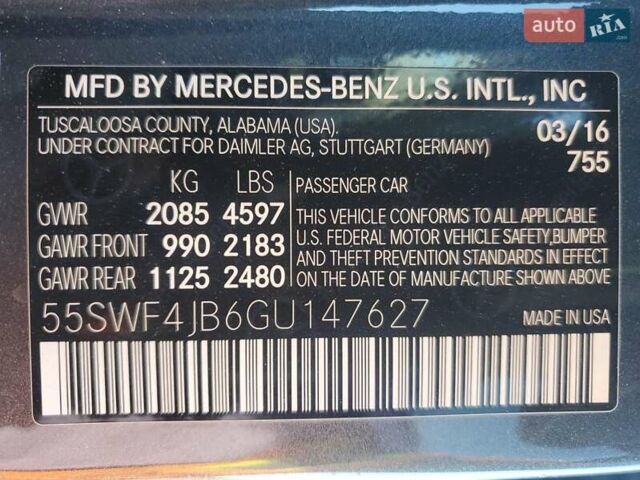 auto RIA.com
MFD BY MERCEDES-BENZ U.S. INTL., INC
TUSCALOOSA COUNTY, ALABAMA (USA). 03/16
UNDER CONTRACT FOR DAIMLER AG, STUTTGART (GERMANY) 755
KG LBS PASSENGER CAR
GVWR 2085 4597 THIS VEHICLE CONFORMS TO ALL APPLICABLE
U.S. FEDERAL MOTOR VEHICLE SAFETY, BUMPER
GAWR FRONT 990 2183 AND THEFT PREVENTION STANDARDS IN EFFECT
GAWR REAR 1125 2480 ON THE DATE OF MANUFACTURE SHOWN ABOVE
55SWF4JB6GU147627 MADE IN USA